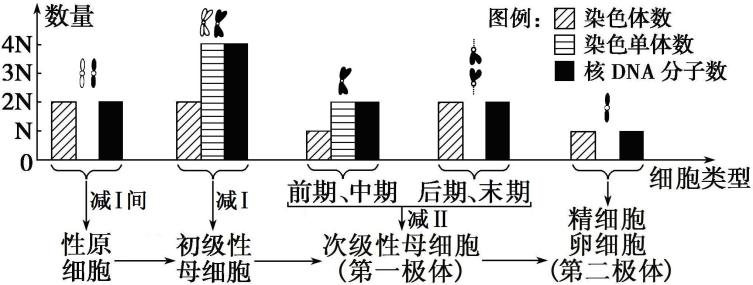 数量
图例：染色体数
染色单体数
核DNA分子数
4N
3N
2N
N
0
细胞类型
前期、中期 后期、末期
减Ⅰ间 减Ⅰ 减Ⅱ
性原细胞
初级性母细胞
次级性母细胞
(第一极体)
精细胞
卵细胞
(第二极体)